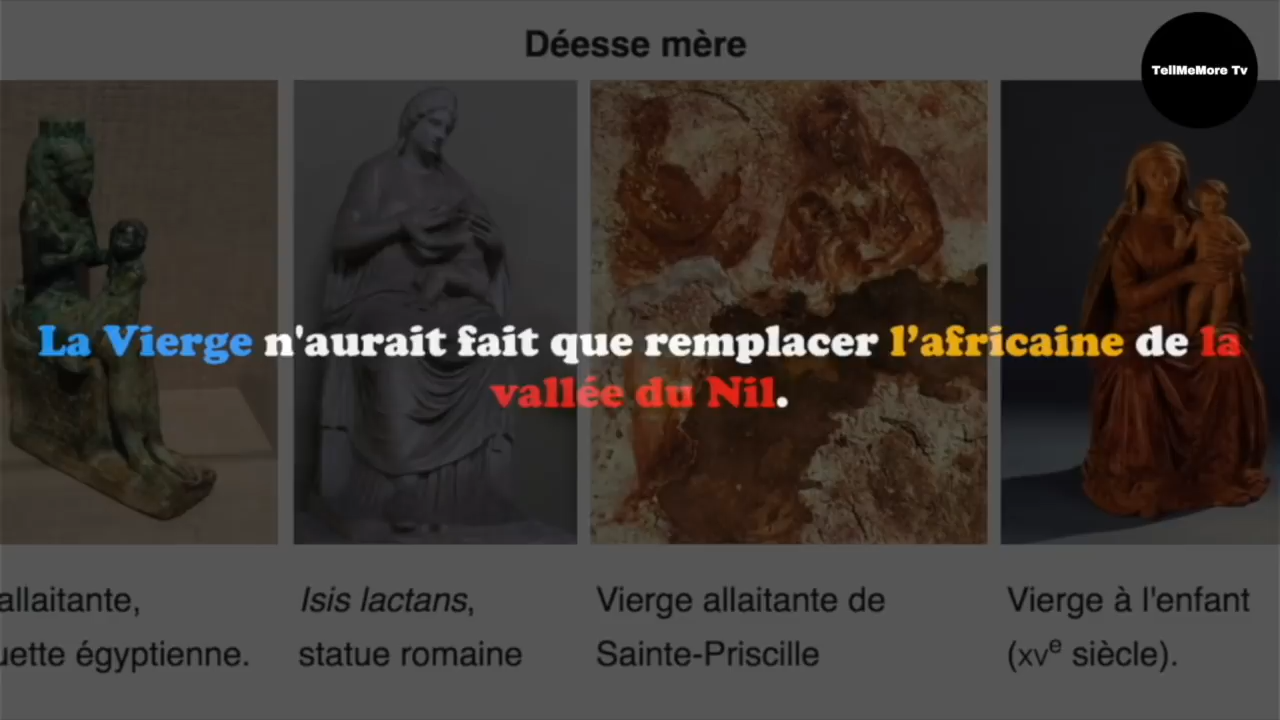 Déesse mère
TellMeMore Tv
La Vierge n'aurait fait que remplacer l’africaine de la
vallée du Nil.
allaitante,
uette égyptienne.
Isis lactans,
statue romaine
Vierge allaitante de
Sainte-Priscille
Vierge à l'enfant
(XVe siècle).